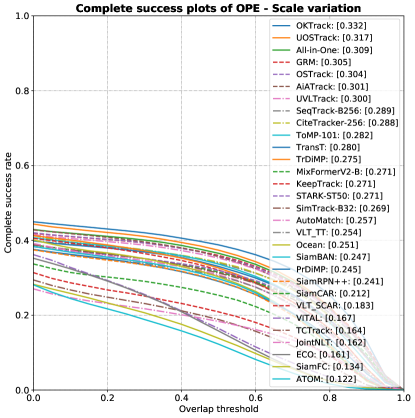 Complete success plots of OPE - Scale variation
Complete success rate
1.0
0.8
0.6
0.4
0.2
0.0
OKTrack: [0.332]
UOSTrack: [0.317]
All-in-One: [0.309]
GRM: [0.305]
OSTrack: [0.304]
AiATrack: [0.301]
UVLTrack: [0.300]
SeqTrack-B256: [0.289]
CiteTracker-256: [0.288]
ToMP-101: [0.282]
TransT: [0.280]
TrDiMP: [0.275]
MixFormerV2-B: [0.271]
KeepTrack: [0.271]
STARK-ST50: [0.271]
SimTrack-B32: [0.269]
AutoMatch: [0.257]
VLT_TT: [0.254]
Ocean: [0.251]
SiamBAN: [0.247]
PrDiMP: [0.245]
SiamRPN++: [0.241]
SiamCAR: [0.212]
VLT_SCAR: [0.183]
VITAL: [0.167]
TCTrack: [0.164]
JointNLT: [0.162]
ECO: [0.161]
SiamFC: [0.134]
ATOM: [0.122]
0.0 0.2 0.4 0.6 0.8 1.0
Overlap threshold